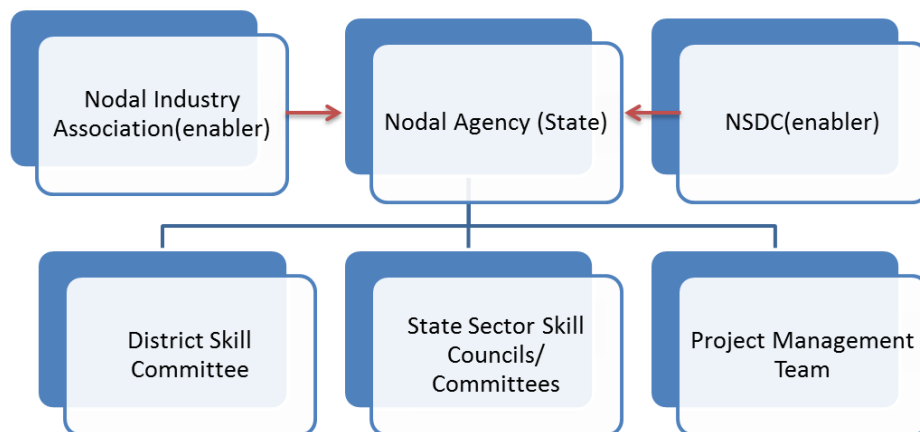 Nodal Industry
Association(enabler)
Nodal Agency (State)
NSDC(enabler)
District Skill
Committee
State Sector Skill
Councils/
Committees
Project Management
Team